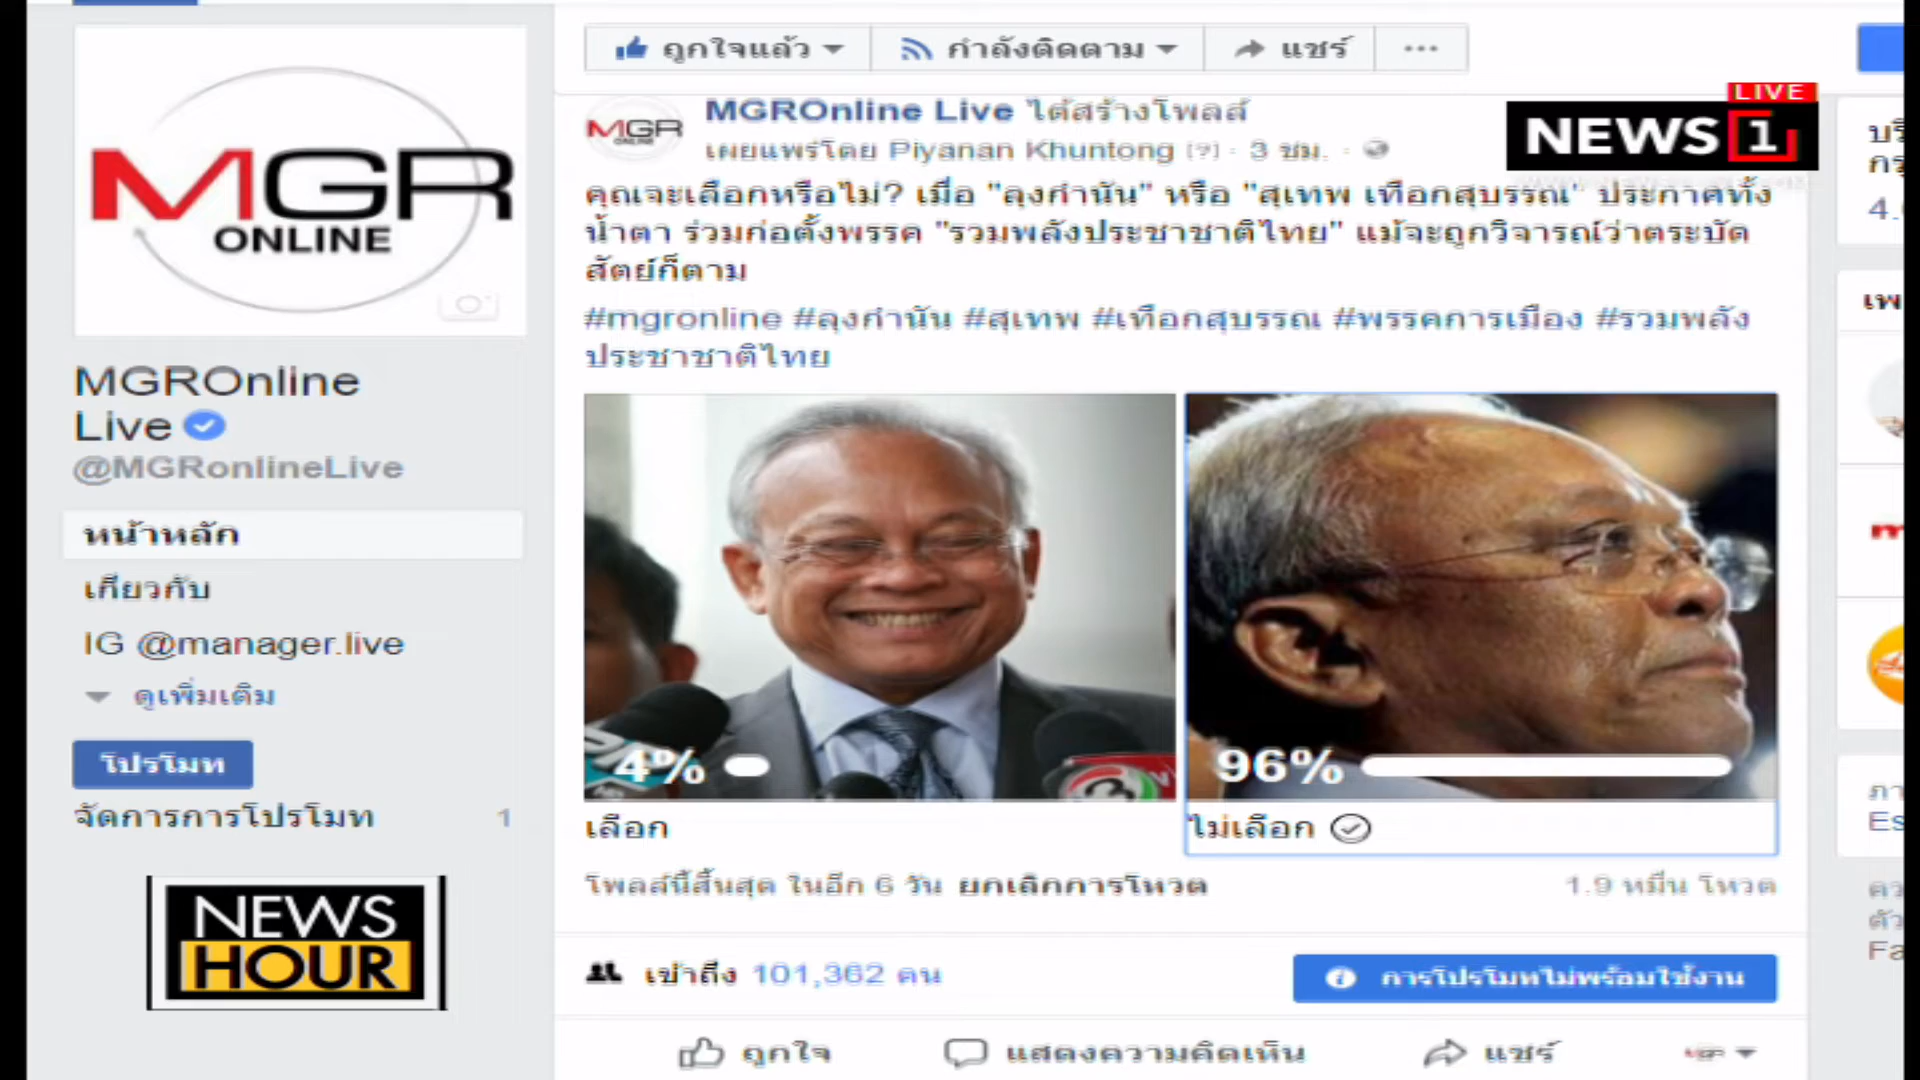 MGR
ONLINE
MGROnline
Live
@MGRonlineLive
หน้าหลัก
เกี่ยวกับ
IG @manager.live
ดูเพิ่มเติม
โปรโมท
จัดการการโปรโมท 1
NEWS
HOUR
ถูกใจแล้ว กำลังติดตาม แชร์ ...
LIVE
NEWS 1
MGR
ONLINE
MGROnline Live ได้สร้างโพลล์
เผยแพร่โดย Piyanan Khuntong [?] · 3 ชม. ·
คุณจะเลือกหรือไม่? เมื่อ "ลุงกำนัน" หรือ "สุเทพ เทือกสุบรรณ" ประกาศทั้ง
น้ำตา ร่วมก่อตั้งพรรค "รวมพลังประชาชาติไทย" แม้จะถูกวิจารณ์ว่าตระบัด
สัตย์ก็ตาม
#mgronline #ลุงกำนัน #สุเทพ #เทือกสุบรรณ #พรรคการเมือง #รวมพลัง
ประชาชาติไทย
4%
96%
เลือก
ไม่เลือก
โพลล์นี้สิ้นสุด ในอีก 6 วัน ยกเลิกการโหวต
1.9 หมื่น โหวต
เข้าถึง 101,362 คน
การโปรโมทไม่พร้อมใช้งาน
ถูกใจ แสดงความคิดเห็น แชร์